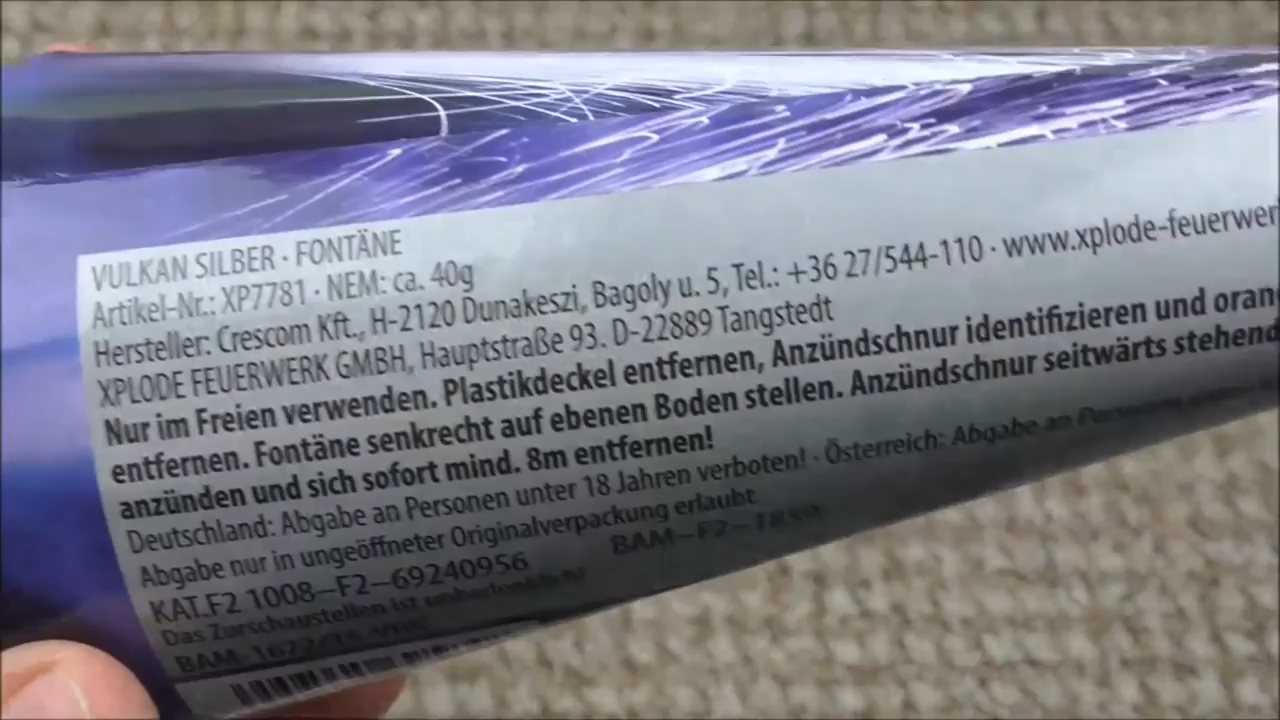 VULKAN SILBER · FONTÄNE
Artikel-Nr.: XP7781 · NEM: ca. 40g
Hersteller: Crescom Kft., H-2120 Dunakeszi, Bagoly u. 5, Tel.: +36 27/544-110 · www.xplode-feuerwer
XPLODE FEUERWERK GMBH, Hauptstraße 93. D-22889 Tangstedt
Nur im Freien verwenden. Plastikdeckel entfernen, Anzündschnur identifizieren und oran
entfernen. Fontäne senkrecht auf ebenen Boden stellen. Anzündschnur seitwärts stehend
anzünden und sich sofort mind. 8m entfernen!
Deutschland: Abgabe an Personen unter 18 Jahren verboten! · Österreich: Abgabe an Personen
Abgabe nur in ungeöffneter Originalverpackung erlaubt
KAT.F2 1008–F2–69240956
Das Zurschaustellen ist